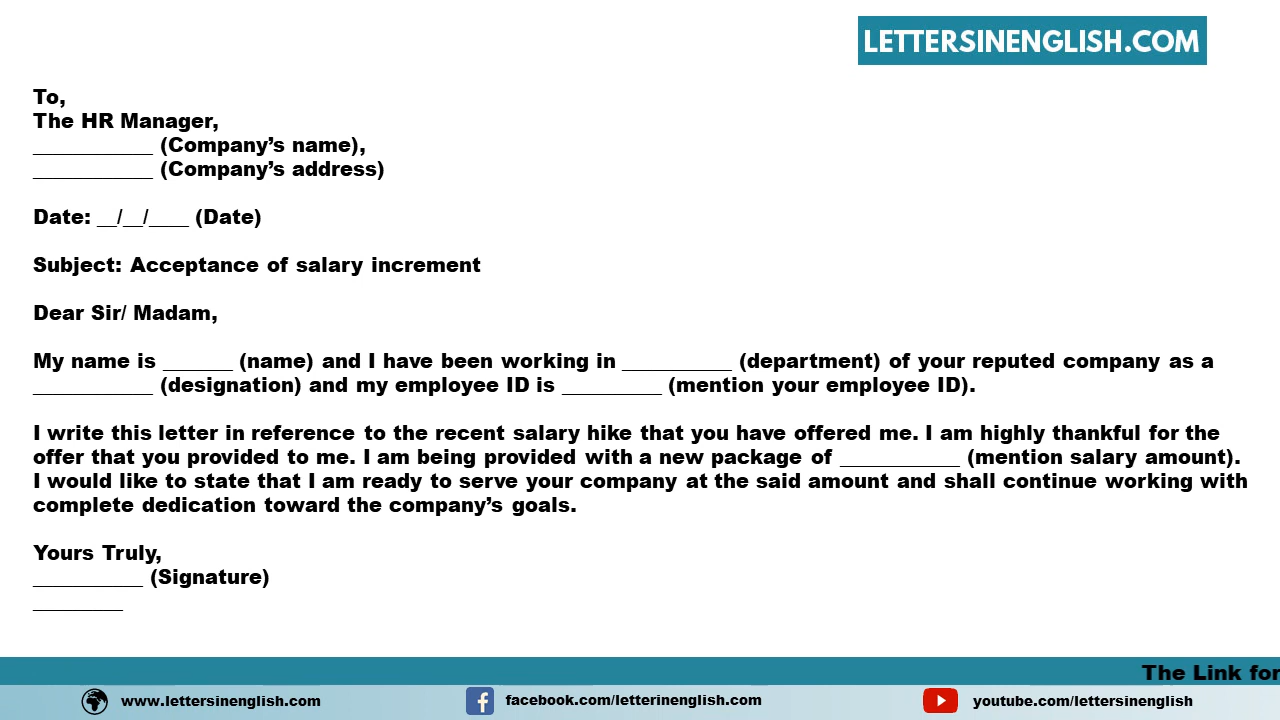 LETTERSINENGLISH.COM
To,
The HR Manager,
____________ (Company’s name),
____________ (Company’s address)
Date: __/__/____ (Date)
Subject: Acceptance of salary increment
Dear Sir/ Madam,
My name is _______ (name) and I have been working in ___________ (department) of your reputed company as a
____________ (designation) and my employee ID is __________ (mention your employee ID).
I write this letter in reference to the recent salary hike that you have offered me. I am highly thankful for the
offer that you provided to me. I am being provided with a new package of ____________ (mention salary amount).
I would like to state that I am ready to serve your company at the said amount and shall continue working with
complete dedication toward the company’s goals.
Yours Truly,
___________ (Signature)
_________
The Link for
www.lettersinenglish.com
facebook.com/letterinenglish.com
youtube.com/lettersinenglish